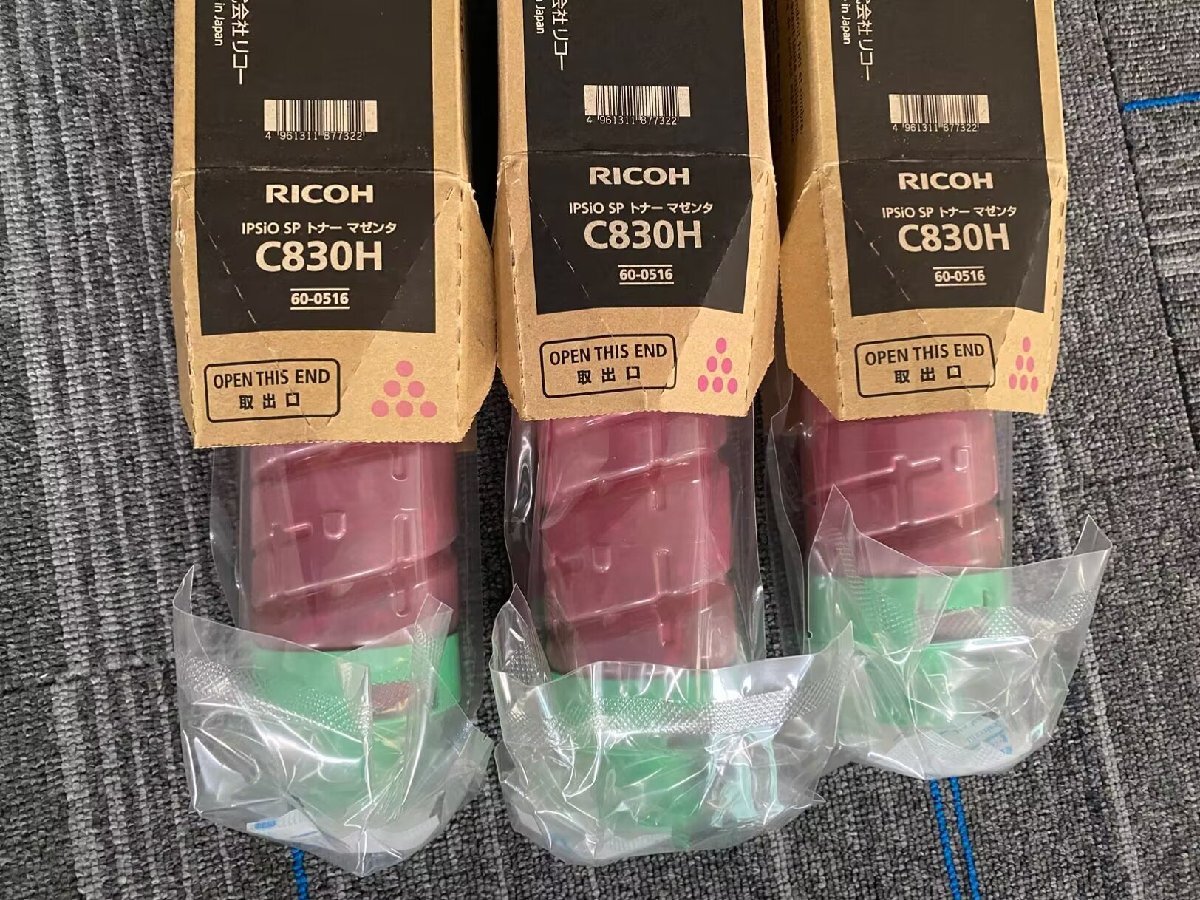 会社 リコー
in Japan
4 961311 877322
RICOH
IPSiO SP トナー マゼンタ
C830H
60-0516
OPEN THIS END
取出口
式会社 リコー
in Japan
4 961311 877322
RICOH
IPSiO SP トナー マゼンタ
C830H
60-0516
OPEN THIS END
取出口
会社 リコー
in Japan
4 961311 877322
RICOH
IPSiO SP トナー マゼンタ
C830H
60-0516
OPEN THIS END
取出口